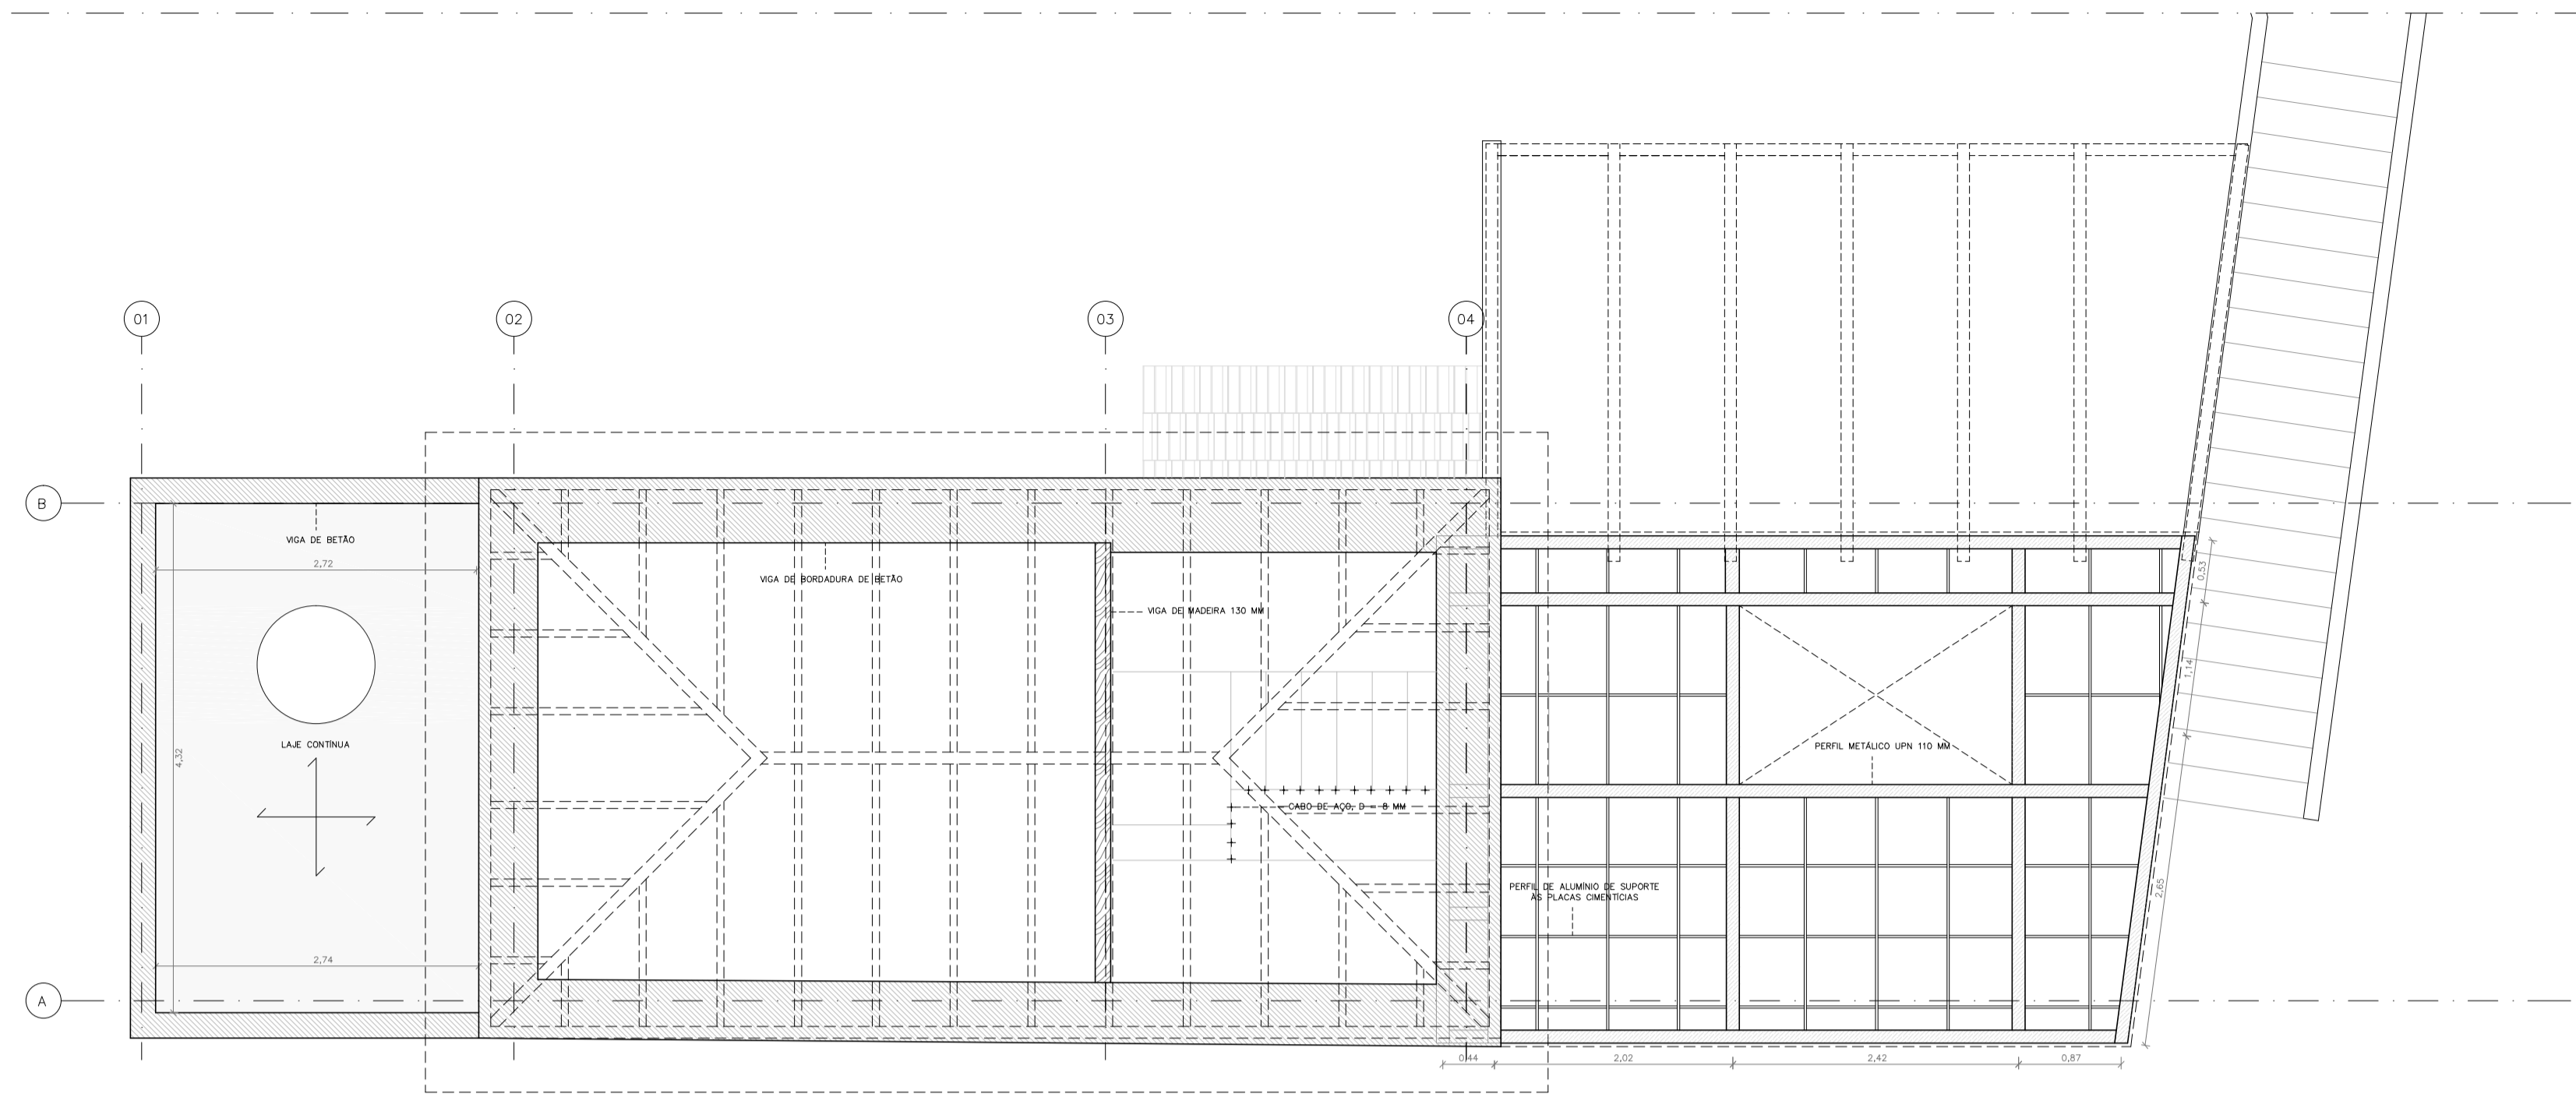 01
02
03
04
B
VIGA DE BETÃO
2,72
VIGA DE BORDADURA DE BETÃO
0,53
VIGA DE MADEIRA 130 MM
1,14
LAJE CONTÍNUA
4,32
PERFIL METÁLICO UPN 110 MM
CABO DE AÇO, D = 8 MM
PERFIL DE ALUMÍNIO DE SUPORTE
ÀS PLACAS CIMENTÍCIAS
2,65
2,74
A
0,44
2,02
2,42
0,87